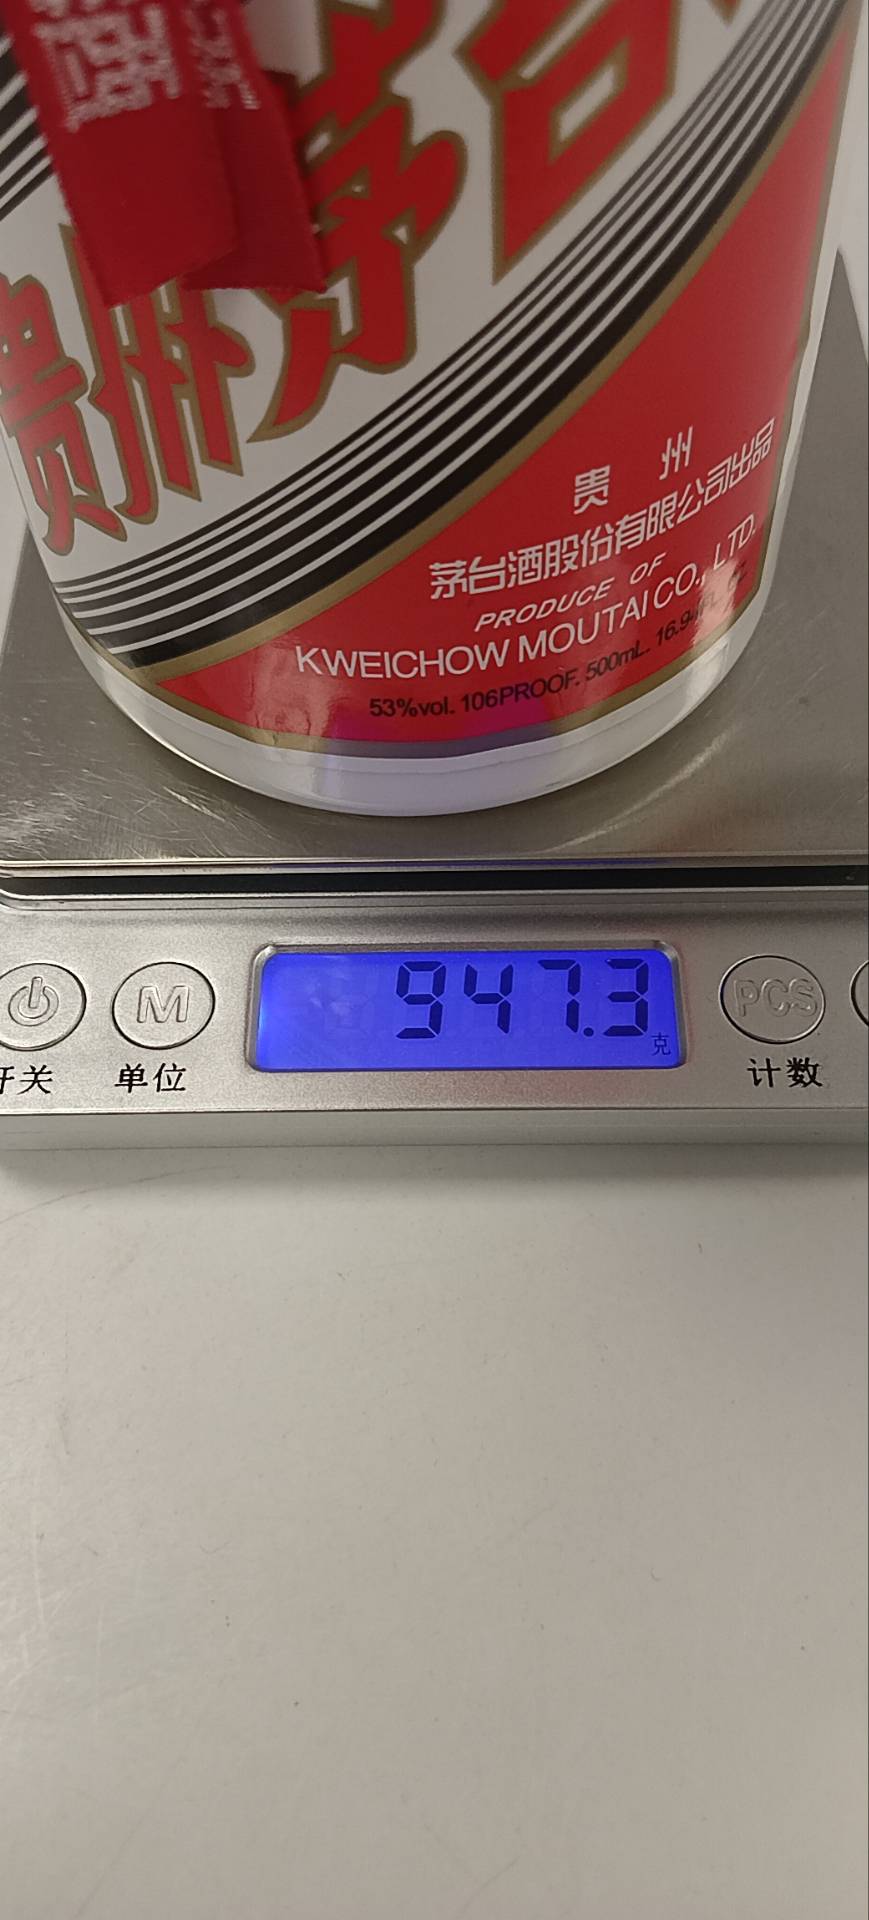 贵州茅台
贵 州
茅台酒股份有限公司出品
PRODUCE OF
KWEICHOW MOUTAI CO., LTD.
53%vol. 106PROOF. 500mL. 16.9
947.3
克
M
PCS
开关
单位
计数